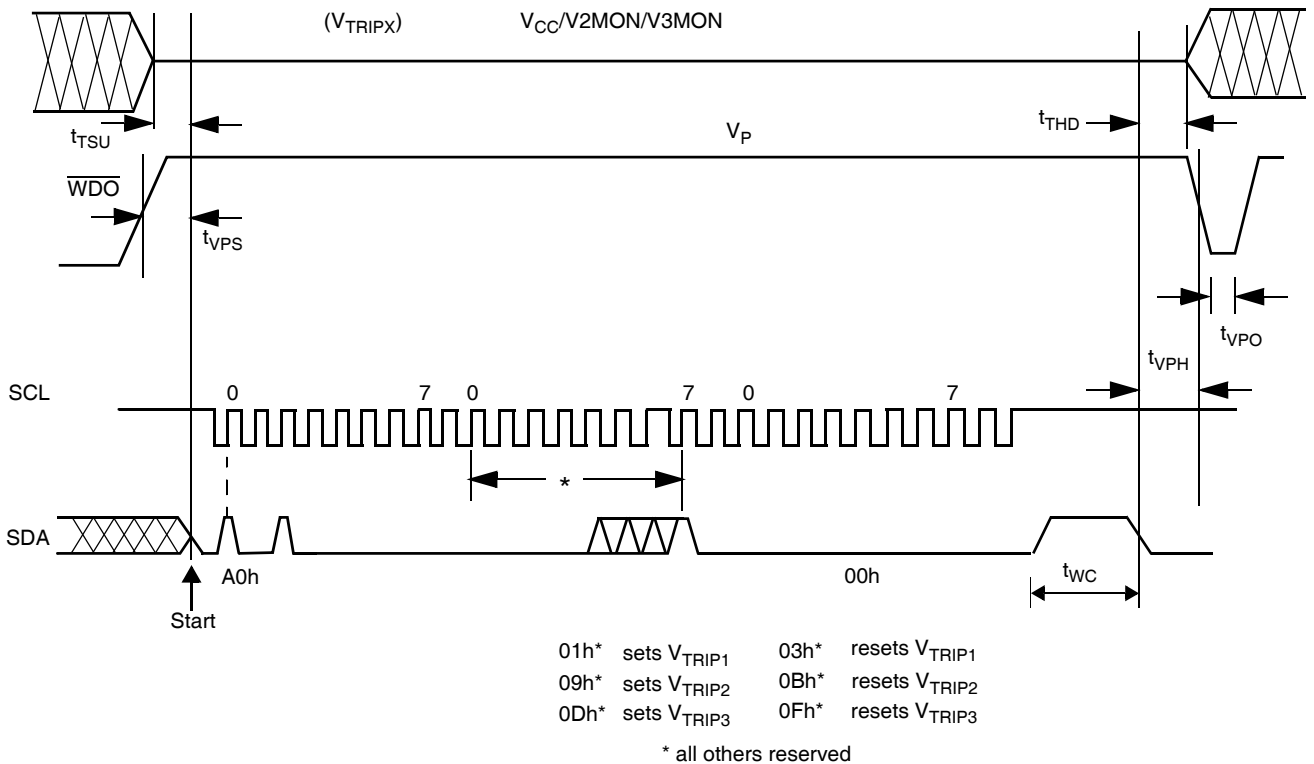 (VTRIPX) VCC/V2MON/V3MON
tTSU
tTHD
VP
WDO
tVPS
tVPO
tVPH
SCL
0 7 0 7 0 7
*
SDA
A0h
00h
tWC
Start
01h* sets VTRIP1 03h* resets VTRIP1
09h* sets VTRIP2 0Bh* resets VTRIP2
0Dh* sets VTRIP3 0Fh* resets VTRIP3
* all others reserved